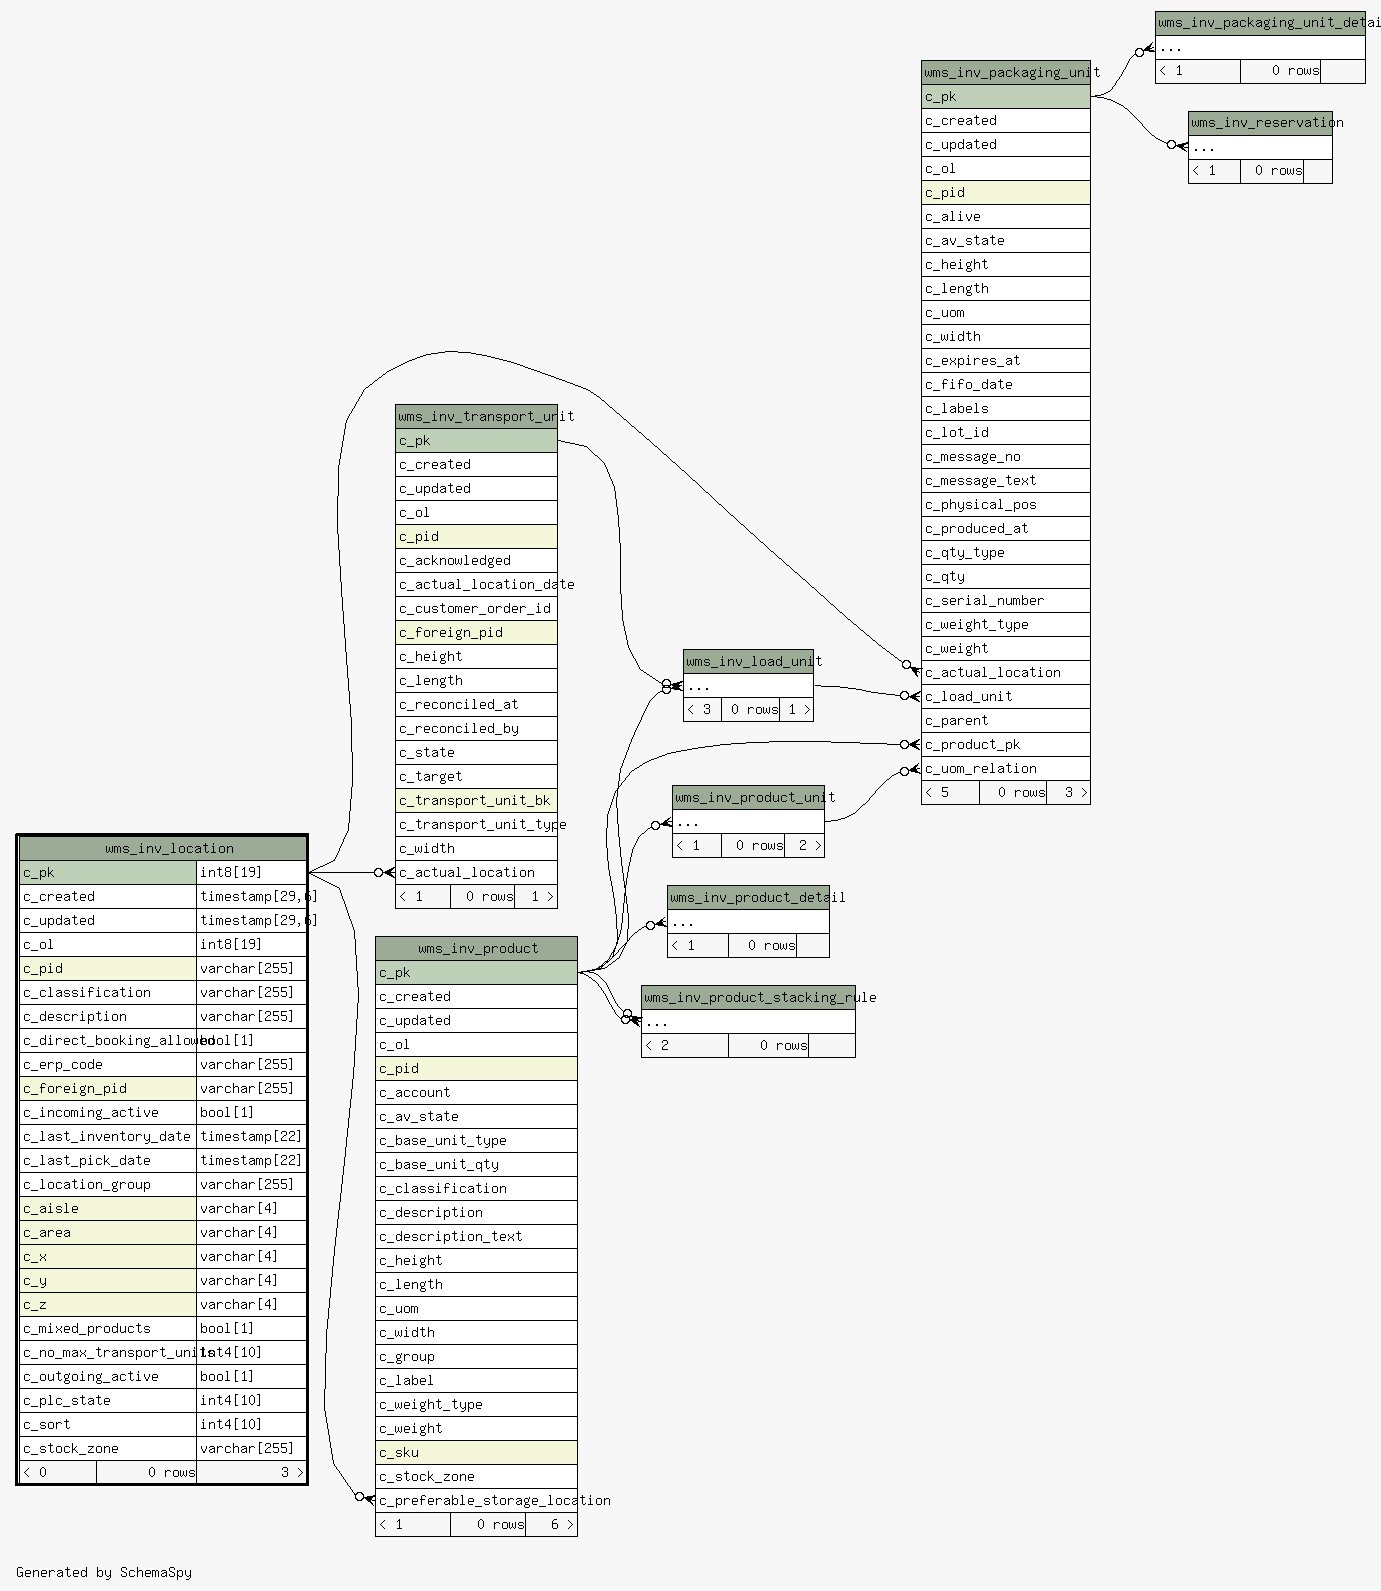 wms_inv_packaging_unit_detai
...
< 1 0 rows
wms_inv_reservation
...
< 1 0 rows
wms_inv_packaging_unit
c_pk
c_created
c_updated
c_ol
c_pid
c_alive
c_av_state
c_height
c_length
c_uom
c_width
c_expires_at
c_fifo_date
c_labels
c_lot_id
c_message_no
c_message_text
c_physical_pos
c_produced_at
c_qty_type
c_qty
c_serial_number
c_weight_type
c_weight
c_actual_location
c_load_unit
c_parent
c_product_pk
c_uom_relation
< 5 0 rows 3 >
wms_inv_transport_unit
c_pk
c_created
c_updated
c_ol
c_pid
c_acknowledged
c_actual_location_date
c_customer_order_id
c_foreign_pid
c_height
c_length
c_reconciled_at
c_reconciled_by
c_state
c_target
c_transport_unit_bk
c_transport_unit_type
c_width
c_actual_location
< 1 0 rows 1 >
wms_inv_load_unit
...
< 3 0 rows 1 >
wms_inv_product_unit
...
< 1 0 rows 2 >
wms_inv_product_detail
...
< 1 0 rows
wms_inv_product_stacking_rule
...
< 2 0 rows
wms_inv_location
c_pk int8[19]
c_created timestamp[29,6]
c_updated timestamp[29,6]
c_ol int8[19]
c_pid varchar[255]
c_classification varchar[255]
c_description varchar[255]
c_direct_booking_allowed bool[1]
c_erp_code varchar[255]
c_foreign_pid varchar[255]
c_incoming_active bool[1]
c_last_inventory_date timestamp[22]
c_last_pick_date timestamp[22]
c_location_group varchar[255]
c_aisle varchar[4]
c_area varchar[4]
c_x varchar[4]
c_y varchar[4]
c_z varchar[4]
c_mixed_products bool[1]
c_no_max_transport_units int4[10]
c_outgoing_active bool[1]
c_plc_state int4[10]
c_sort int4[10]
c_stock_zone varchar[255]
< 0 0 rows 3 >
wms_inv_product
c_pk
c_created
c_updated
c_ol
c_pid
c_account
c_av_state
c_base_unit_type
c_base_unit_qty
c_classification
c_description
c_description_text
c_height
c_length
c_uom
c_width
c_group
c_label
c_weight_type
c_weight
c_sku
c_stock_zone
c_preferable_storage_location
< 1 0 rows 6 >
Generated by SchemaSpy